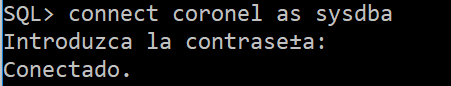 SQL> connect coronel as sysdba
Introduzca la contrase±a:
Conectado.